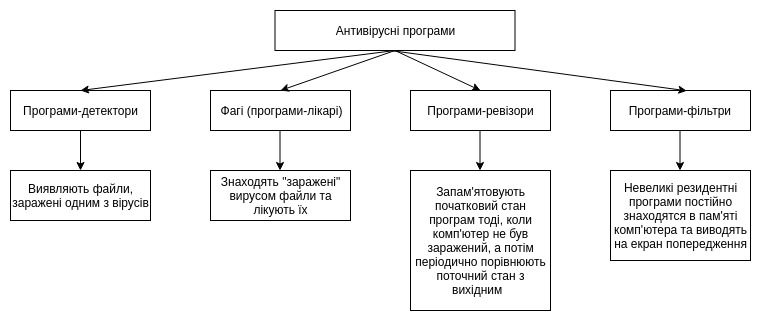 Антивірусні програми
Програми-детектори
Фагі (програми-лікарі)
Програми-ревізори
Програми-фільтри
Виявляють файли,
заражені одним з вірусів
Знаходять "заражені"
вирусом файли та
лікують їх
Запам'ятовують
початковий стан
програм тоді, коли
комп'ютер не був
заражений, а потім
періодично порівнюють
поточний стан з
вихідним
Невеликі резидентні
програми постійно
знаходятся в пам'яті
комп'ютера та виводять
на екран попередження